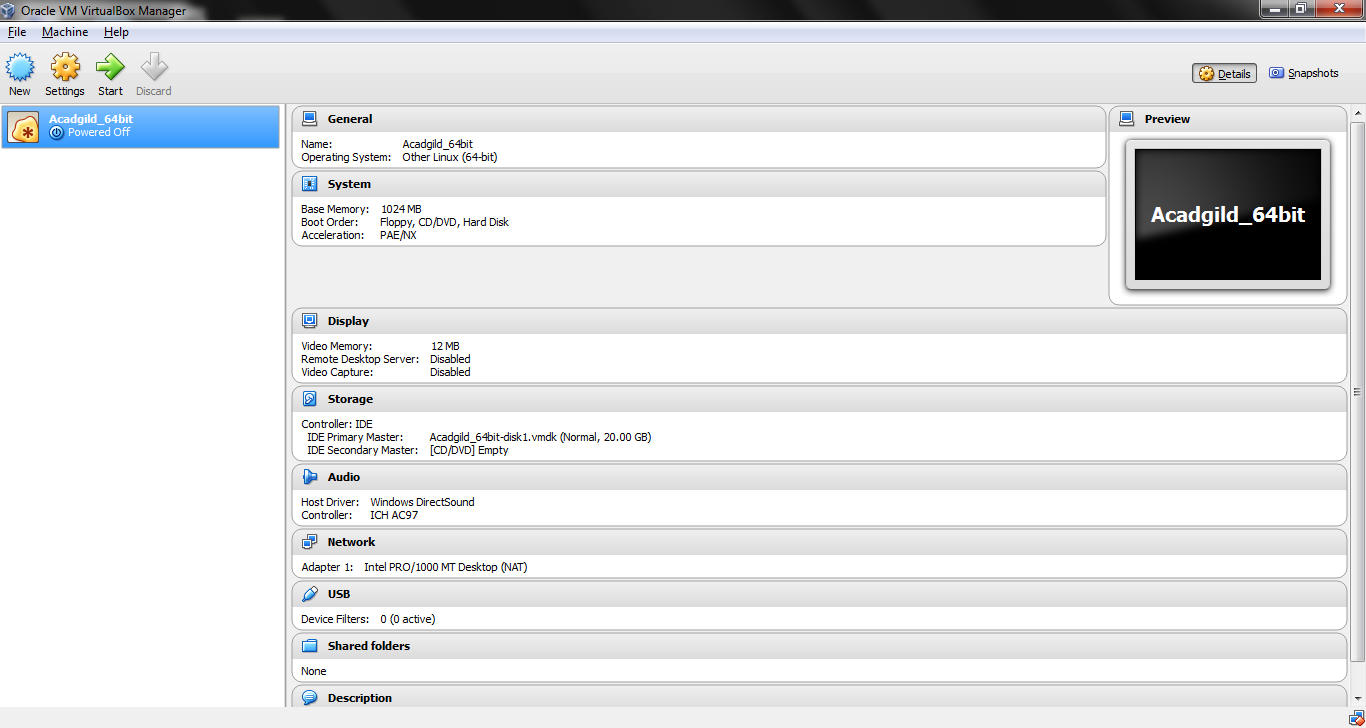 Oracle VM VirtualBox Manager
File Machine Help
New Settings Start Discard
Details Snapshots
Acadgild_64bit
Powered Off
General
Name: Acadgild_64bit
Operating System: Other Linux (64-bit)
System
Base Memory: 1024 MB
Boot Order: Floppy, CD/DVD, Hard Disk
Acceleration: PAE/NX
Preview
Acadgild_64bit
Display
Video Memory: 12 MB
Remote Desktop Server: Disabled
Video Capture: Disabled
Storage
Controller: IDE
IDE Primary Master: Acadgild_64bit-disk1.vmdk (Normal, 20.00 GB)
IDE Secondary Master: [CD/DVD] Empty
Audio
Host Driver: Windows DirectSound
Controller: ICH AC97
Network
Adapter 1: Intel PRO/1000 MT Desktop (NAT)
USB
Device Filters: 0 (0 active)
Shared folders
None
Description